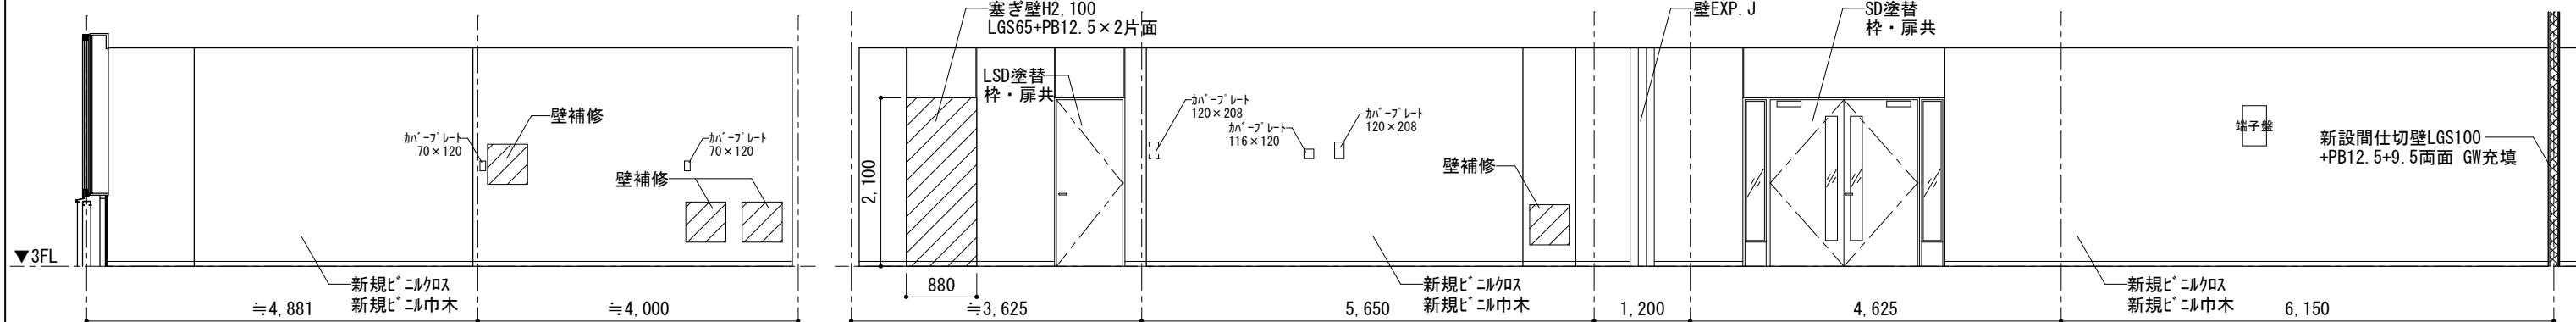 塞ぎ壁H2,100
LGS65+PB12.5×2片面
壁EXP.J
SD塗替
枠・扉共
LSD塗替
枠・扉共
壁補修
ｶﾊﾞｰﾌﾟﾚｰﾄ
70×120
ｶﾊﾞｰﾌﾟﾚｰﾄ
70×120
壁補修
ｶﾊﾞｰﾌﾟﾚｰﾄ
120×208
ｶﾊﾞｰﾌﾟﾚｰﾄ
116×120
ｶﾊﾞｰﾌﾟﾚｰﾄ
120×208
壁補修
端子盤
新設間仕切壁LGS100
+PB12.5+9.5両面 GW充填
2,100
▼3FL
新規ﾋﾞﾆﾙｸﾛｽ
新規ﾋﾞﾆﾙ巾木
880
新規ﾋﾞﾆﾙｸﾛｽ
新規ﾋﾞﾆﾙ巾木
新規ﾋﾞﾆﾙｸﾛｽ
新規ﾋﾞﾆﾙ巾木
≒4,881
≒4,000
≒3,625
5,650
1,200
4,625
6,150